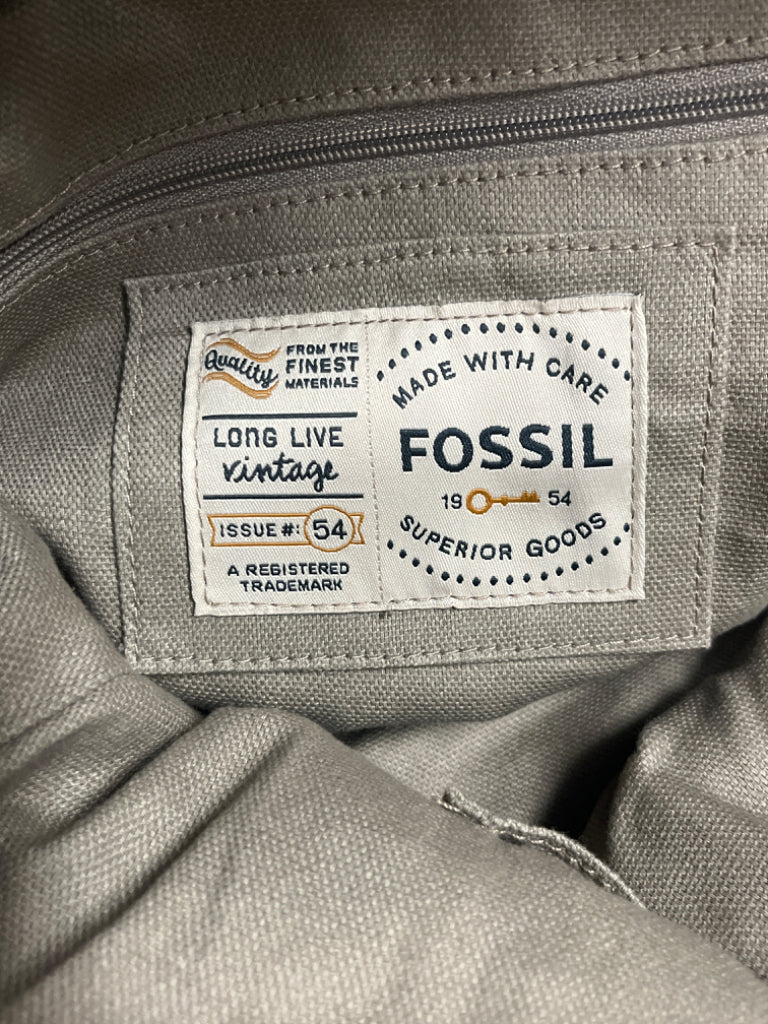 Quality
FROM THE
FINEST
MATERIALS
LONG LIVE
vintage
ISSUE #: 54
A REGISTERED
TRADEMARK
MADE WITH CARE
FOSSIL
19 54
SUPERIOR GOODS